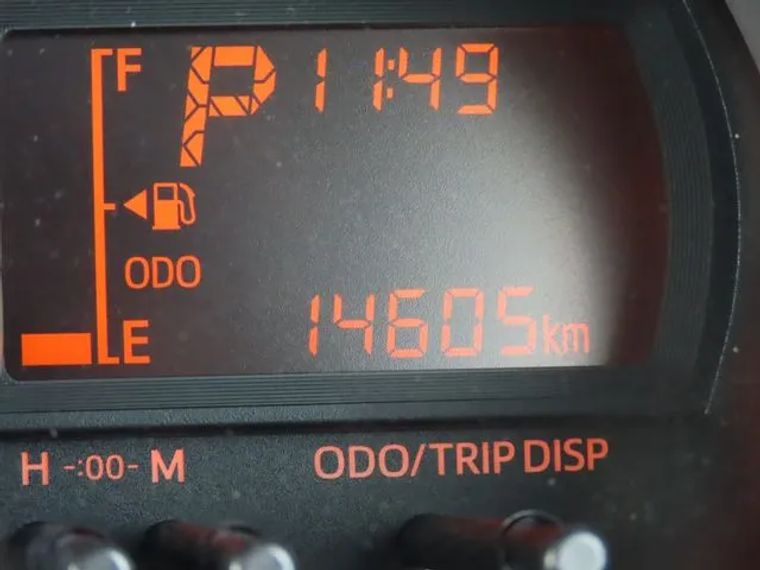 F P 11:49
ODO
14605km
E
H -:00- M ODO/TRIP DISP